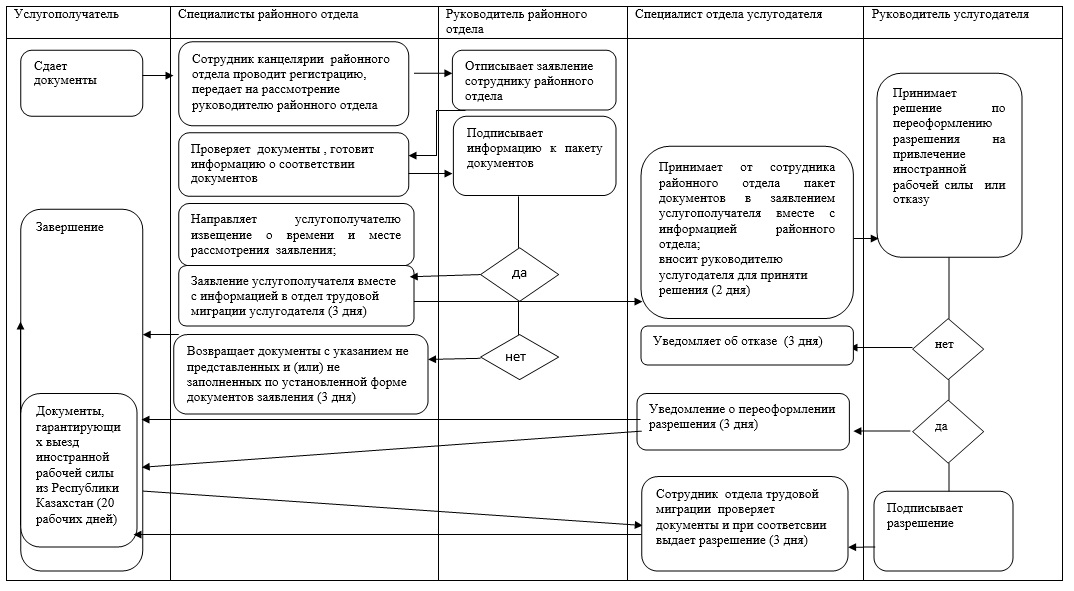 Услугополучатель
Специалисты районного отдела
Руководитель районного
отдела
Специалист отдела услугодателя
Руководитель услугодателя
Сдает
документы
Сотрудник канцелярии районного
отдела проводит регистрацию,
передает на рассмотрение
руководителю районного отдела
Отписывает заявление
сотруднику районного
отдела
Проверяет документы , готовит
информацию о соответствии
документов
Подписывает
информацию к пакету
документов
Принимает
решение по
переоформлению
разрешения на
привлечение
иностранной
рабочей силы или
отказу
Принимает от сотрудника
районного отдела пакет
документов в заявлением
услугополучателя вместе с
информацией районного
отдела;
вносит руководителю
услугодателя для приняти
решения (2 дня)
Завершение
Направляет услугополучателю
извещение о времени и месте
рассмотрения заявления;
да
Заявление услугополучателя вместе
с информацией в отдел трудовой
миграции услугодателя (3 дня)
Возвращает документы с указанием не
представленных и (или) не
заполненных по установленной форме
документов заявления (3 дня)
нет
Уведомляет об отказе (3 дня)
нет
Документы,
гарантирующи
х выезд
иностранной
рабочей силы
из Республики
Казахстан (20
рабочих дней)
Уведомление о переоформлении
разрешения (3 дня)
да
Сотрудник отдела трудовой
миграции проверяет
документы и при соответсвии
выдает разрешение (3 дня)
Подписывает
разрешение